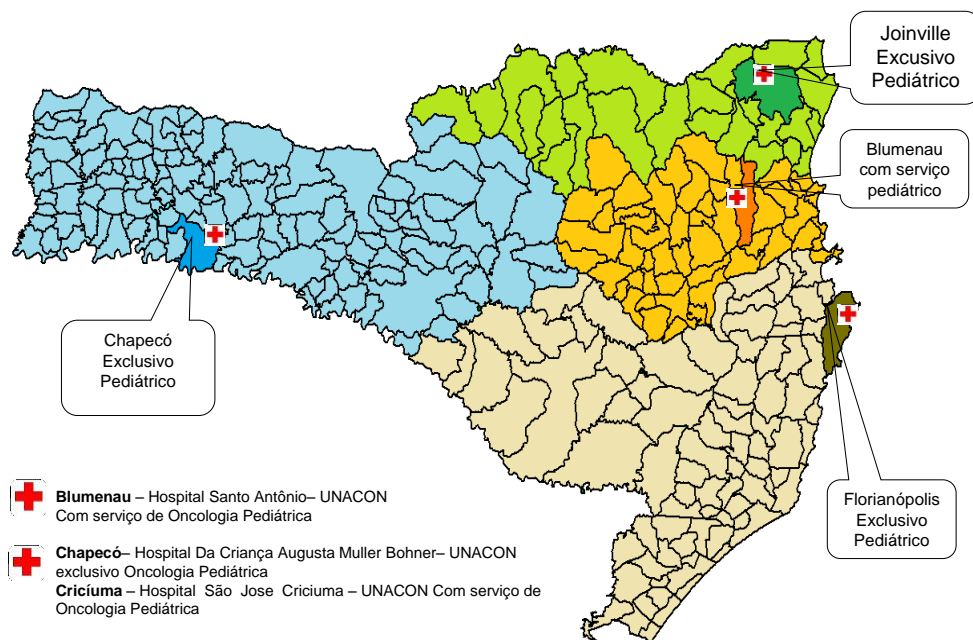 Joinville
Excusivo
Pediátrico
Blumenau
com serviço
pediátrico
Chapecó
Exclusivo
Pediátrico
Florianópolis
Exclusivo
Pediátrico
Blumenau – Hospital Santo Antônio– UNACON
Com serviço de Oncologia Pediátrica
Chapecó– Hospital Da Criança Augusta Muller Bohner– UNACON
exclusivo Oncologia Pediátrica
Cricíuma – Hospital São Jose Criciuma – UNACON Com serviço de
Oncologia Pediátrica